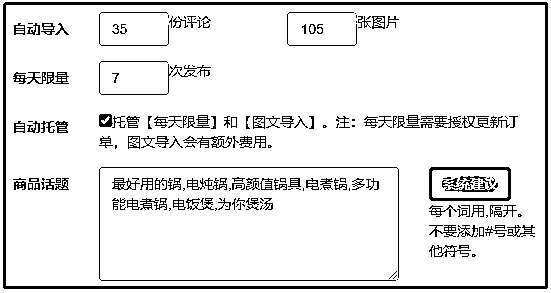 自动导入 35 份评论 105 张图片
每天限量 7 次发布
自动托管 托管【每天限量】和【图文导入】。注：每天限量需要授权更新订
单，图文导入会有额外费用。
商品话题 最好用的锅,电炖锅,高颜值锅具,电煮锅,多功
能电煮锅,电饭煲,为你煲汤
系统建议
每个词用,隔开。
不要添加#号或其
他符号。